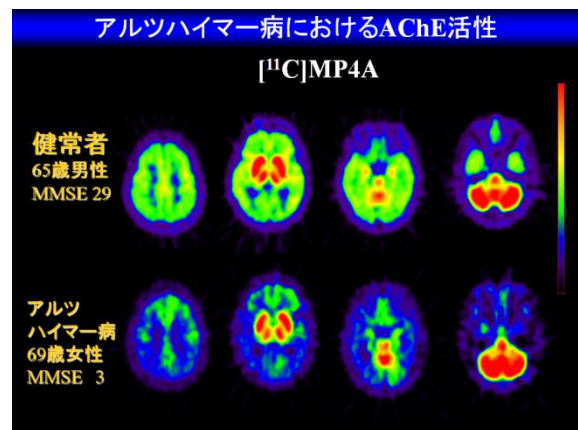 アルツハイマー病におけるAChE活性
[¹¹C]MP4A
健常者
65歳男性
MMSE 29
アルツ
ハイマー病
69歳女性
MMSE 3